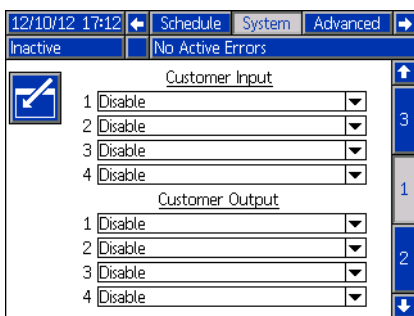 12/10/12 17:12 Schedule System Advanced
Inactive No Active Errors
Customer Input
1 Disable
2 Disable
3 Disable
4 Disable
Customer Output
1 Disable
2 Disable
3 Disable
4 Disable
3
1
2